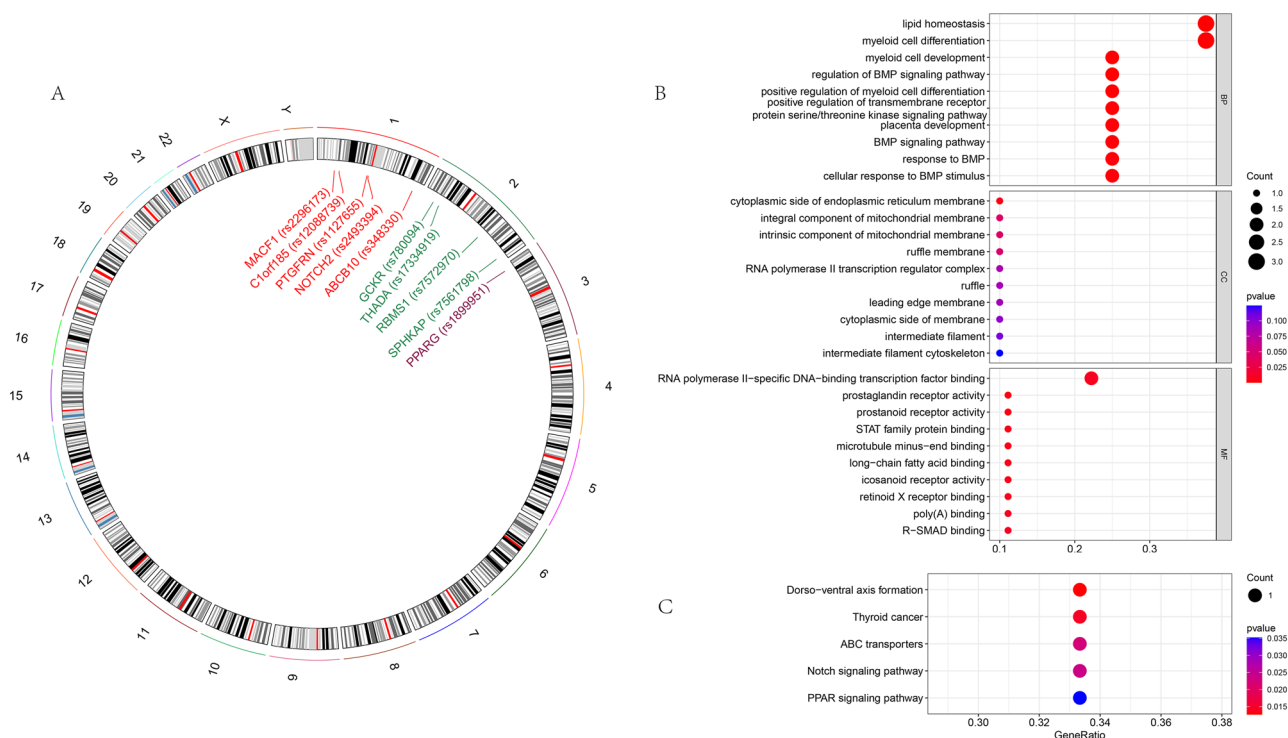 A
1
2
3
4
5
6
7
8
9
10
11
12
13
14
15
16
17
18
19
20
21
22
X
Y
MACF1 (rs2296173)
C1orf185 (rs12088739)
PTGFRN (rs1127655)
NOTCH2 (rs2493394)
ABCB10 (rs348330)
GCKR (rs780094)
THADA (rs17334919)
RBMS1 (rs7572970)
SPHKAP (rs7561798)
PPARG (rs1899951)
B
lipid homeostasis
myeloid cell differentiation
myeloid cell development
regulation of BMP signaling pathway
positive regulation of myeloid cell differentiation
positive regulation of transmembrane receptor
protein serine/threonine kinase signaling pathway
placenta development
BMP signaling pathway
response to BMP
cellular response to BMP stimulus
BP
cytoplasmic side of endoplasmic reticulum membrane
integral component of mitochondrial membrane
intrinsic component of mitochondrial membrane
ruffle membrane
RNA polymerase II transcription regulator complex
ruffle
leading edge membrane
cytoplasmic side of membrane
intermediate filament
intermediate filament cytoskeleton
CC
RNA polymerase II−specific DNA−binding transcription factor binding
prostaglandin receptor activity
prostanoid receptor activity
STAT family protein binding
microtubule minus−end binding
long−chain fatty acid binding
icosanoid receptor activity
retinoid X receptor binding
poly(A) binding
R−SMAD binding
MF
0.1
0.2
0.3
Count
1.0
1.5
2.0
2.5
3.0
pvalue
0.100
0.075
0.050
0.025
C
Dorso−ventral axis formation
Thyroid cancer
ABC transporters
Notch signaling pathway
PPAR signaling pathway
0.30
0.32
0.34
0.36
0.38
GeneRatio
Count
1
pvalue
0.035
0.030
0.025
0.020
0.015